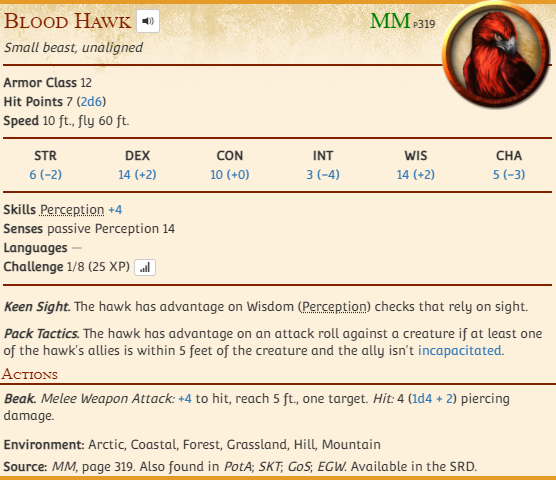 Blood Hawk MM P319
Small beast, unaligned
Armor Class 12
Hit Points 7 (2d6)
Speed 10 ft., fly 60 ft.
STR DEX CON INT WIS CHA
6 (−2) 14 (+2) 10 (+0) 3 (−4) 14 (+2) 5 (−3)
Skills Perception +4
Senses passive Perception 14
Languages —
Challenge 1/8 (25 XP)
Keen Sight. The hawk has advantage on Wisdom (Perception) checks that rely on sight.
Pack Tactics. The hawk has advantage on an attack roll against a creature if at least one
of the hawk's allies is within 5 feet of the creature and the ally isn't incapacitated.
Actions
Beak. Melee Weapon Attack: +4 to hit, reach 5 ft., one target. Hit: 4 (1d4 + 2) piercing
damage.
Environment: Arctic, Coastal, Forest, Grassland, Hill, Mountain
Source: MM, page 319. Also found in PotA; SKT; GoS; EGW. Available in the SRD.